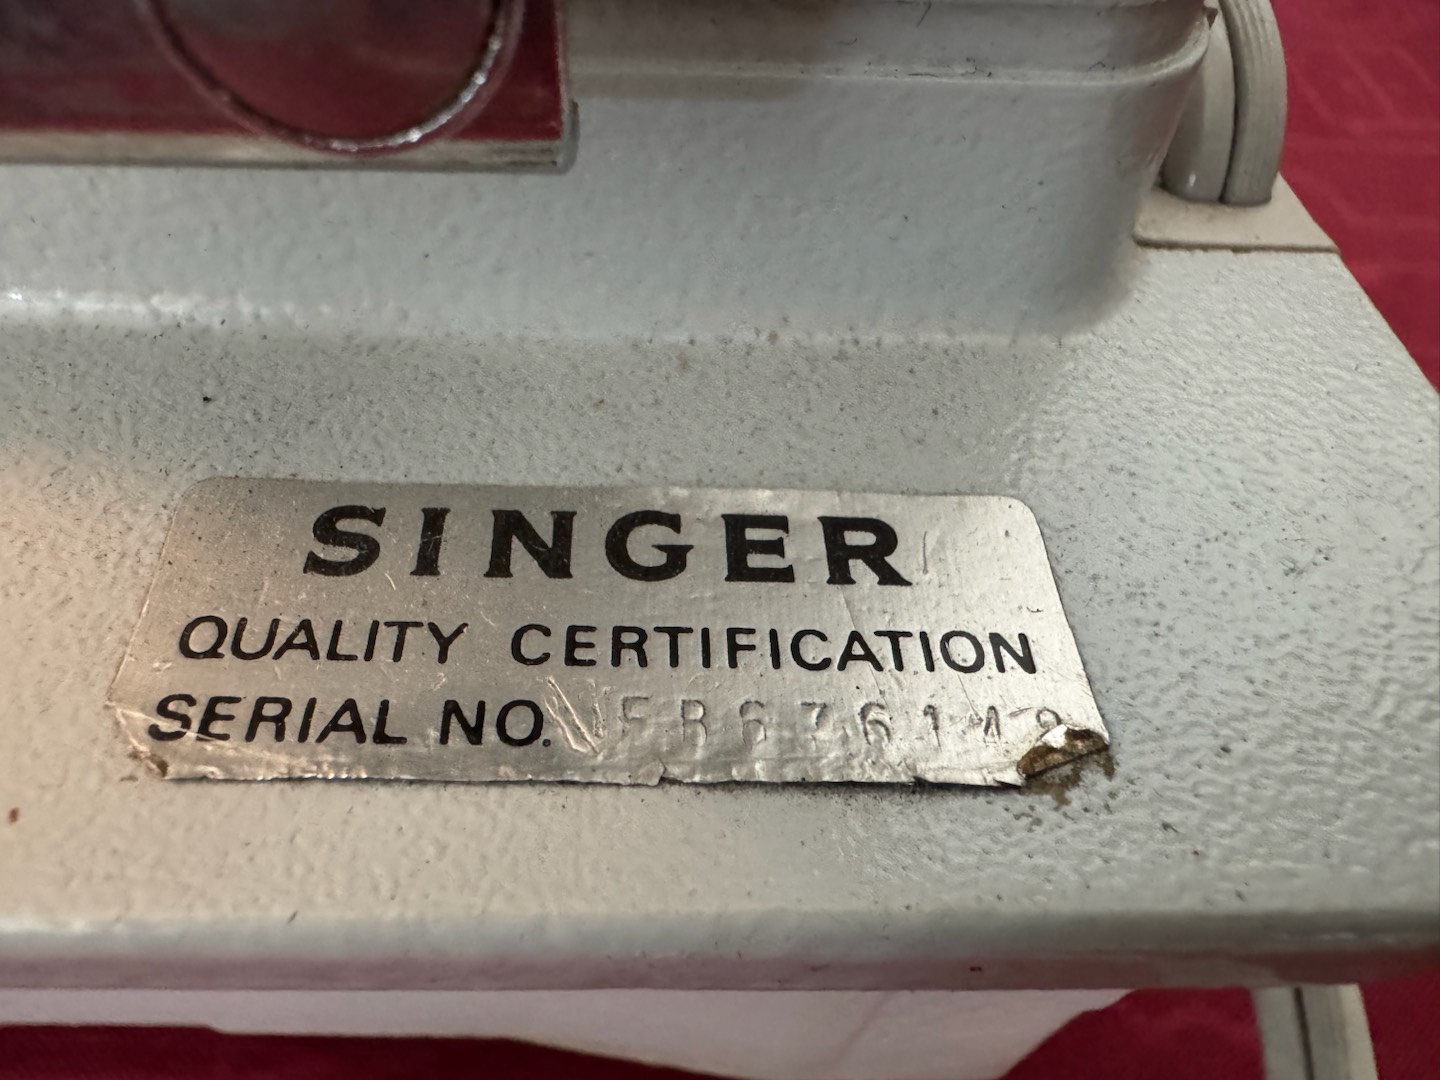 SINGER
QUALITY CERTIFICATION
SERIAL NO.